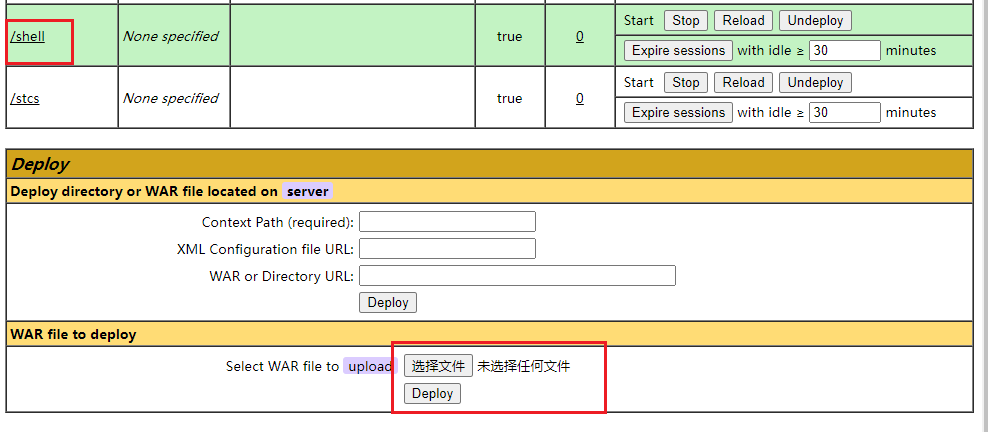 /shell None specified true 0 Start Stop Reload Undeploy
Expire sessions with idle ≥ 30 minutes
/stcs None specified true 0 Start Stop Reload Undeploy
Expire sessions with idle ≥ 30 minutes
Deploy
Deploy directory or WAR file located on server
Context Path (required):
XML Configuration file URL:
WAR or Directory URL:
Deploy
WAR file to deploy
Select WAR file to upload 选择文件 未选择任何文件
Deploy